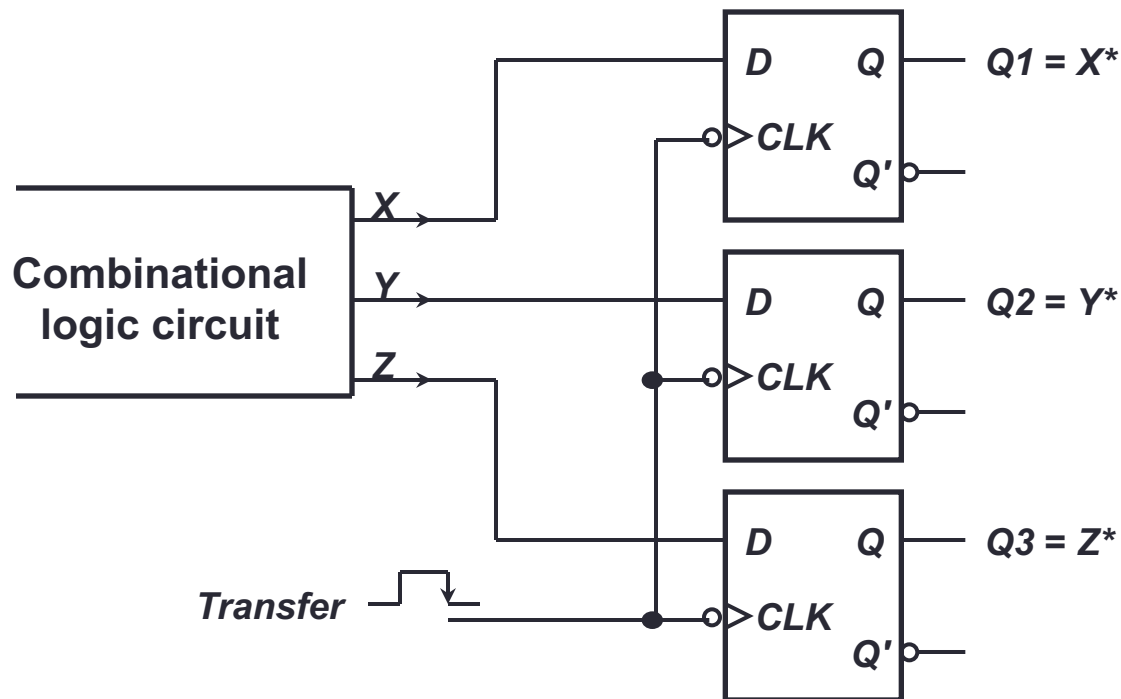 D Q Q1 = X*
CLK
Q'
X
Combinational
logic circuit
Y
Z
D Q Q2 = Y*
CLK
Q'
D Q Q3 = Z*
Transfer
CLK
Q'